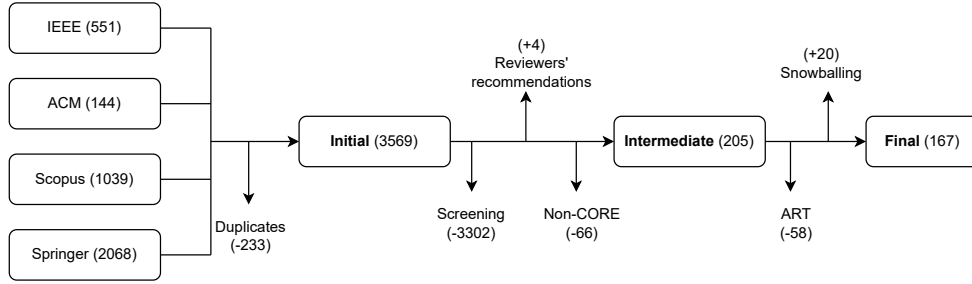 IEEE (551)
ACM (144)
Scopus (1039)
Springer (2068)
Duplicates
(-233)
Initial (3569)
(+4)
Reviewers'
recommendations
Screening
(-3302)
Non-CORE
(-66)
Intermediate (205)
(+20)
Snowballing
ART
(-58)
Final (167)